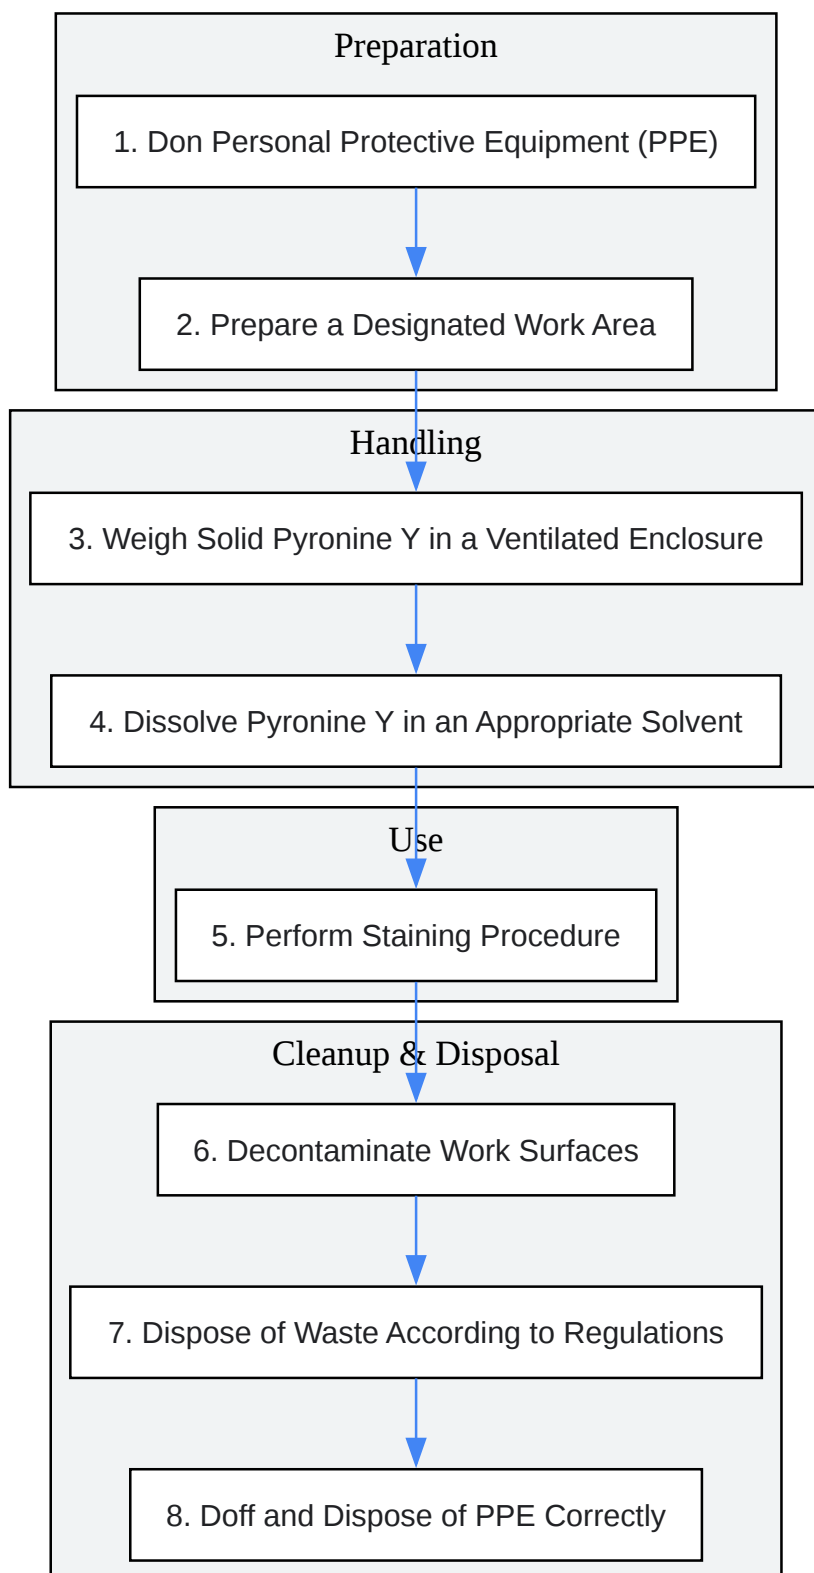 Preparation
1. Don Personal Protective Equipment (PPE)
2. Prepare a Designated Work Area
Handling
3. Weigh Solid Pyronine Y in a Ventilated Enclosure
4. Dissolve Pyronine Y in an Appropriate Solvent
Use
5. Perform Staining Procedure
Cleanup & Disposal
6. Decontaminate Work Surfaces
7. Dispose of Waste According to Regulations
8. Doff and Dispose of PPE Correctly